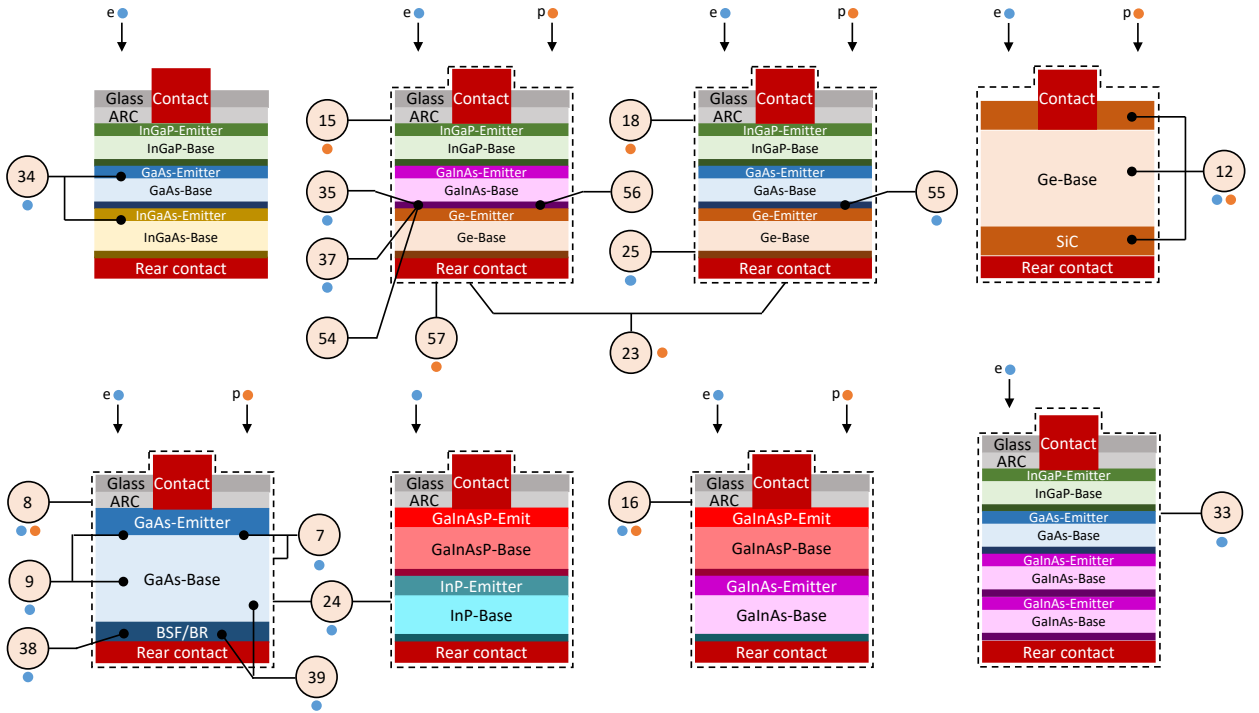 e
e
p
e
p
e
p
Glass
Contact
ARC
InGaP-Emitter
InGaP-Base
GaAs-Emitter
GaAs-Base
InGaAs-Emitter
InGaAs-Base
Rear contact
34
Glass
Contact
ARC
InGaP-Emitter
InGaP-Base
GaInAs-Emitter
GaInAs-Base
Ge-Emitter
Ge-Base
Rear contact
15
35
37
54
57
56
23
Glass
Contact
ARC
InGaP-Emitter
InGaP-Base
GaAs-Emitter
GaAs-Base
Ge-Emitter
Ge-Base
Rear contact
18
25
55
Contact
Ge-Base
SiC
Rear contact
12
e
p
e
p
e
Glass
Contact
ARC
GaAs-Emitter
GaAs-Base
BSF/BR
Rear contact
8
9
38
7
24
39
Glass
Contact
ARC
GaInAsP-Emit
GaInAsP-Base
InP-Emitter
InP-Base
Rear contact
Glass
Contact
ARC
GaInAsP-Emit
GaInAsP-Base
GaInAs-Emitter
GaInAs-Base
Rear contact
16
Glass
Contact
ARC
InGaP-Emitter
InGaP-Base
GaAs-Emitter
GaAs-Base
GaInAs-Emitter
GaInAs-Base
GaInAs-Emitter
GaInAs-Base
Rear contact
33